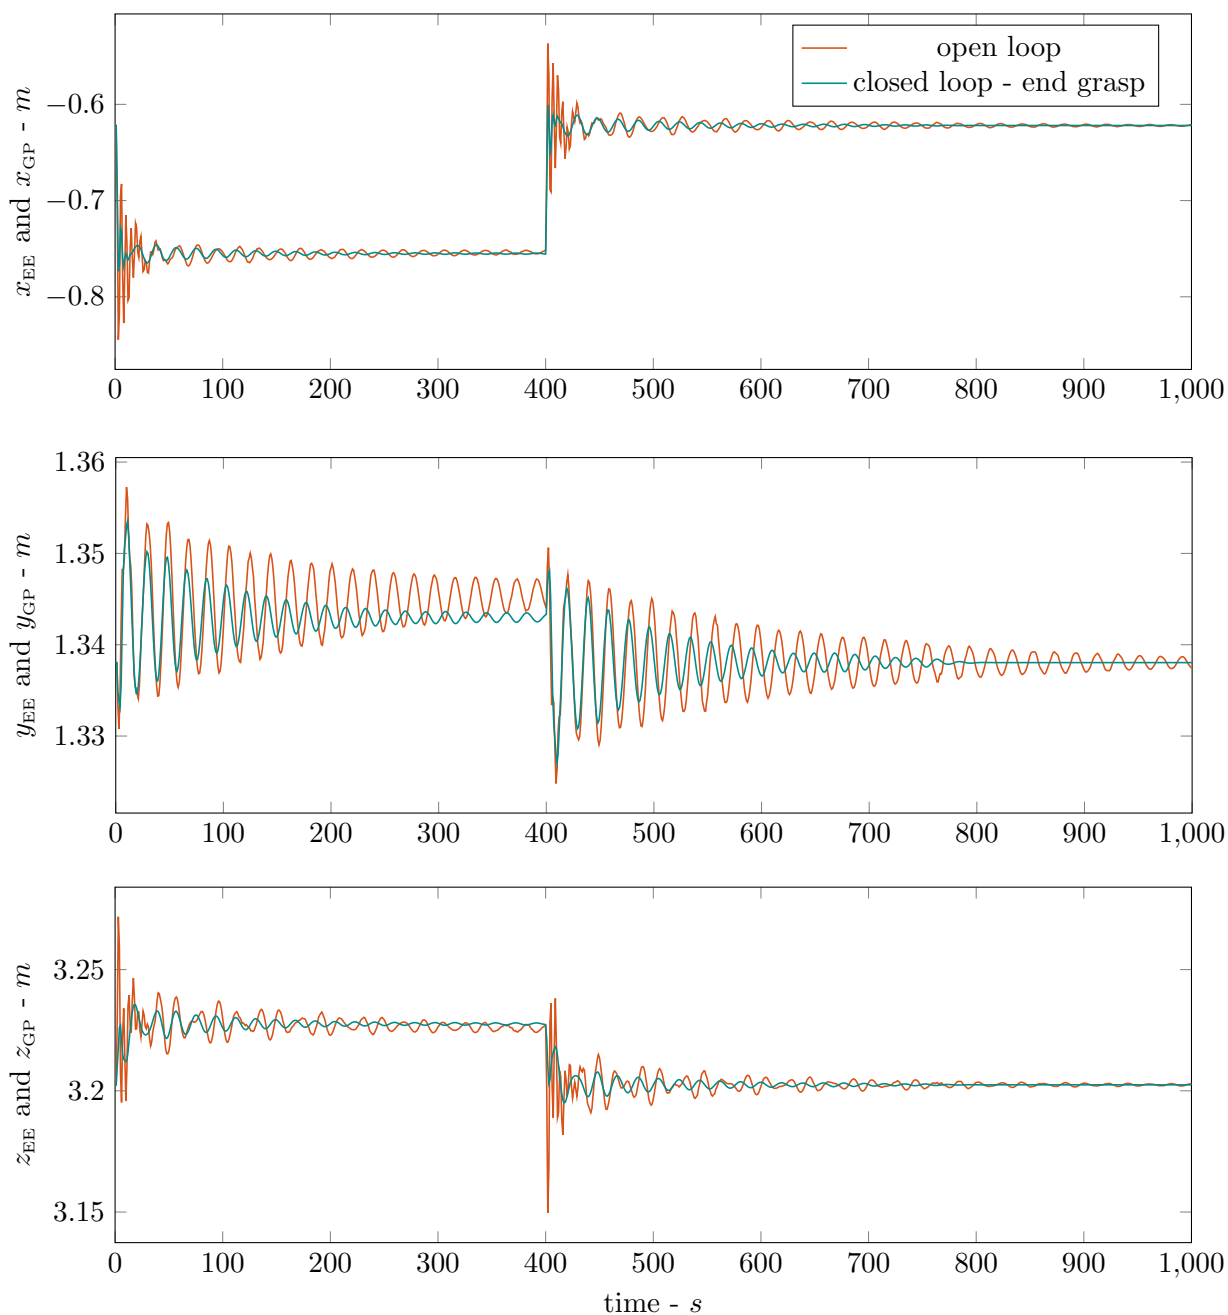 open loop
closed loop - end grasp
x_EE and x_GP - m
−0.6
−0.7
−0.8
0 100 200 300 400 500 600 700 800 900 1,000
y_EE and y_GP - m
1.36
1.35
1.34
1.33
0 100 200 300 400 500 600 700 800 900 1,000
z_EE and z_GP - m
3.25
3.2
3.15
0 100 200 300 400 500 600 700 800 900 1,000
time - s